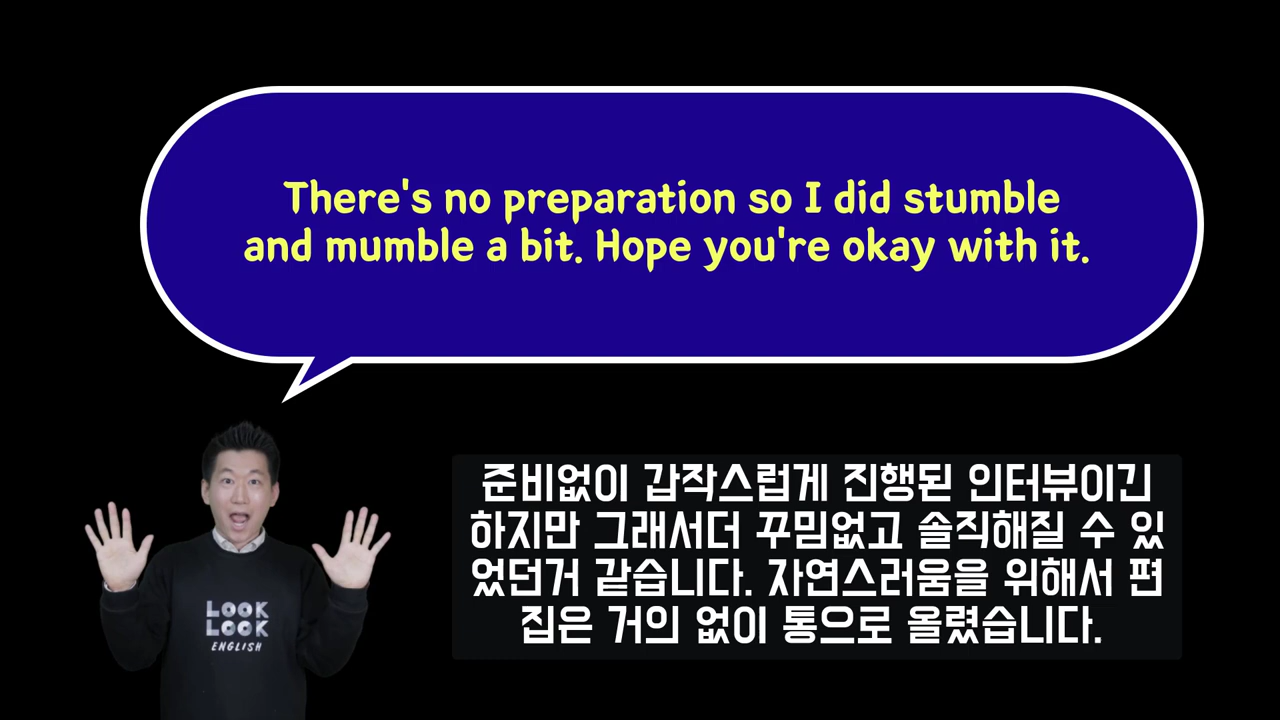 There's no preparation so I did stumble
and mumble a bit. Hope you're okay with it.
준비없이 갑작스럽게 진행된 인터뷰이긴
하지만 그래서더 꾸밈없고 솔직해질 수 있
었던거 같습니다. 자연스러움을 위해서 편
집은 거의 없이 통으로 올렸습니다.
LOOK
LOOK
ENGLISH